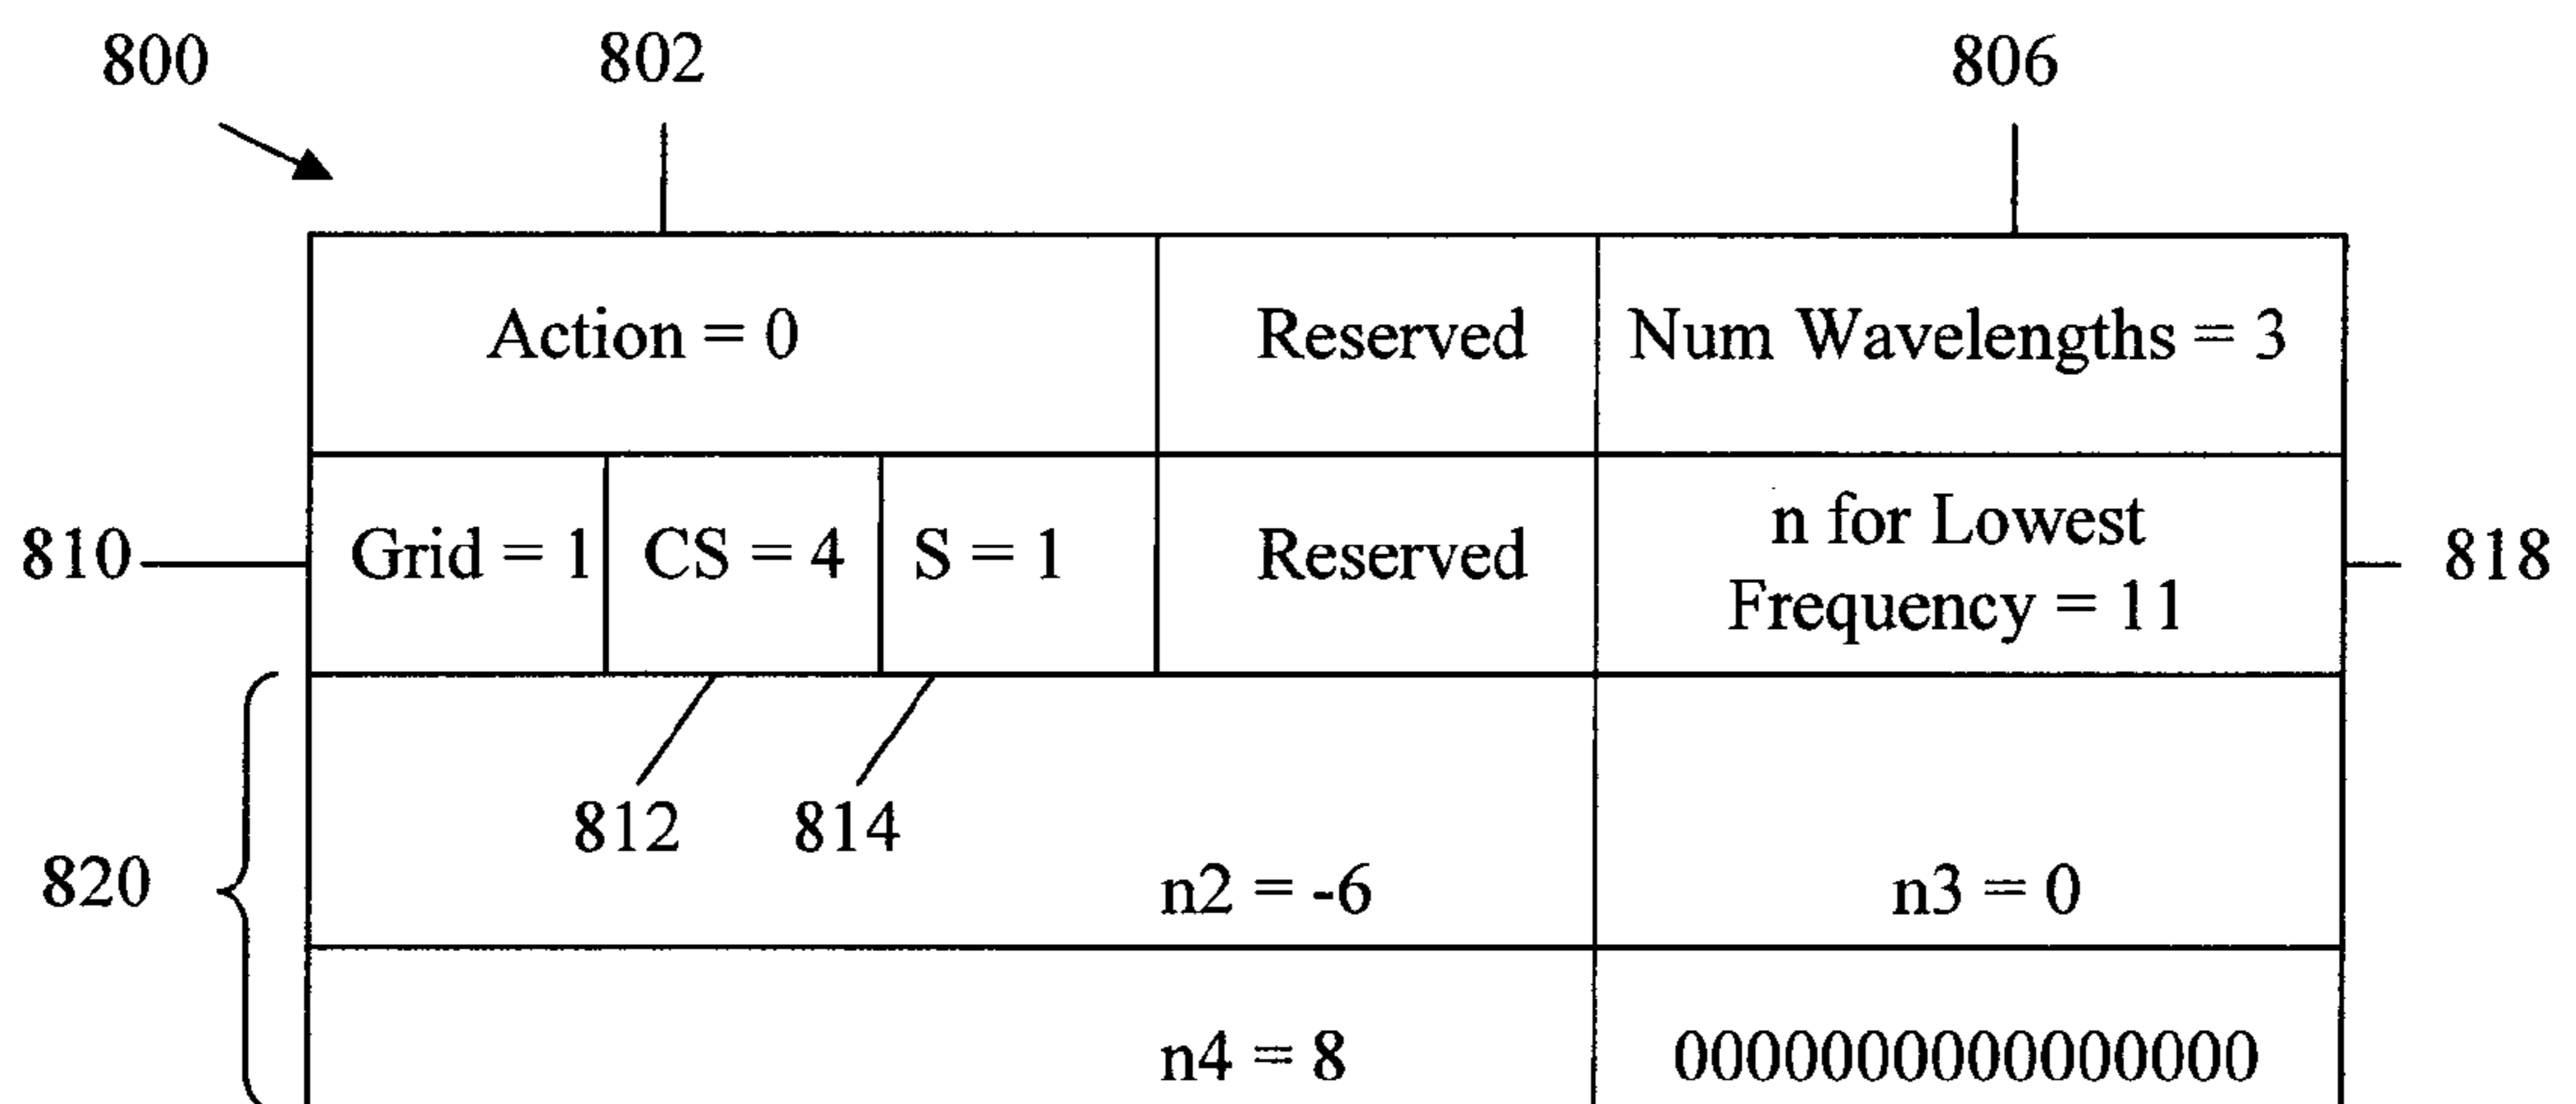 800 802 806
Action = 0 Reserved Num Wavelengths = 3
810 Grid = 1 CS = 4 S = 1 Reserved n for Lowest
Frequency = 11 818
812 814
820 n2 = -6 n3 = 0
n4 = 8 0000000000000000